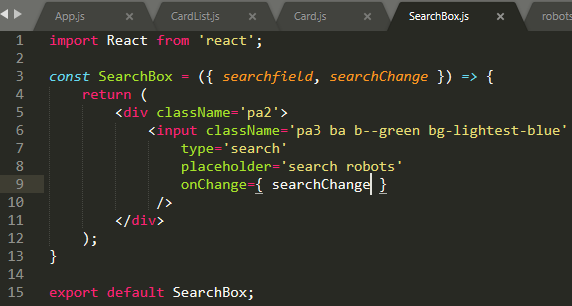 App.js × CardList.js × Card.js × SearchBox.js × robots
1 import React from 'react';
2
3 const SearchBox = ({ searchfield, searchChange }) => {
4 return (
5 <div className='pa2'>
6 <input className='pa3 ba b--green bg-lightest-blue'
7 type='search'
8 placeholder='search robots'
9 onChange={ searchChange }
10 />
11 </div>
12 );
13 }
14
15 export default SearchBox;